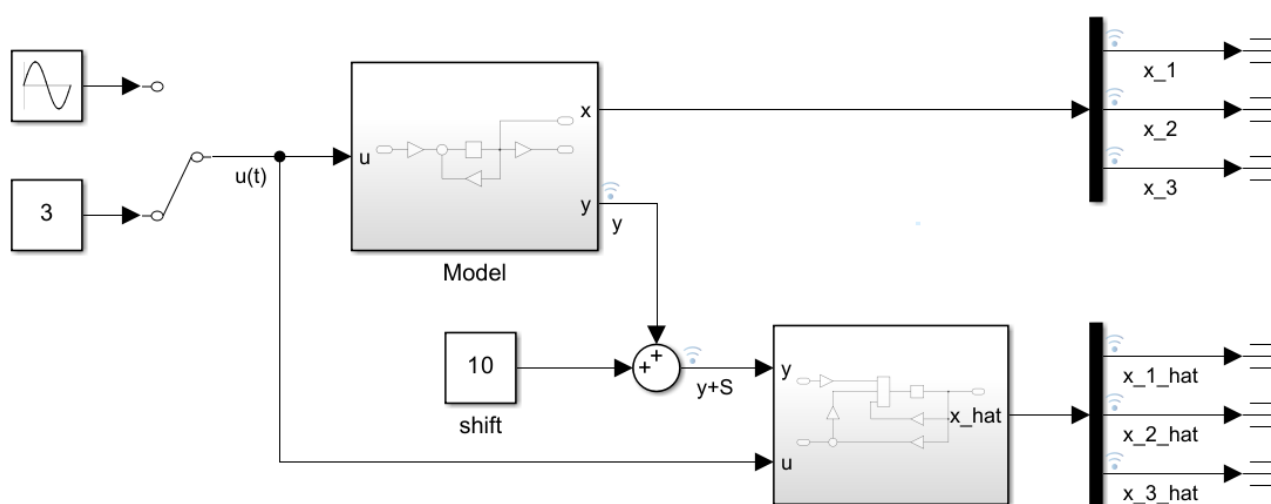 x_1
x
x_2
u
3
u(t)
x_3
y
y
Model
10
y
x_1_hat
y+S
shift
x_hat
x_2_hat
u
x_3_hat